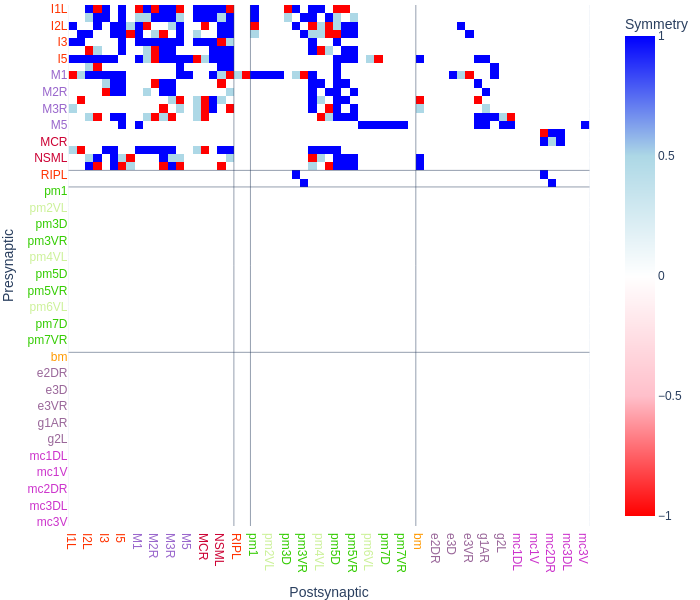 Symmetry
1
0.5
0
−0.5
−1
Presynaptic
I1L
I2L
I3
I5
M1
M2R
M3R
M5
MCR
NSML
RIPL
pm1
pm2VL
pm3D
pm3VR
pm4VL
pm5D
pm5VR
pm6VL
pm7D
pm7VR
bm
e2DR
e3D
e3VR
g1AR
g2L
mc1DL
mc1V
mc2DR
mc3DL
mc3V
I1L
I2L
I3
I5
M1
M2R
M3R
M5
MCR
NSML
RIPL
pm1
pm2VL
pm3D
pm3VR
pm4VL
pm5D
pm5VR
pm6VL
pm7D
pm7VR
bm
e2DR
e3D
e3VR
g1AR
g2L
mc1DL
mc1V
mc2DR
mc3DL
mc3V
Postsynaptic